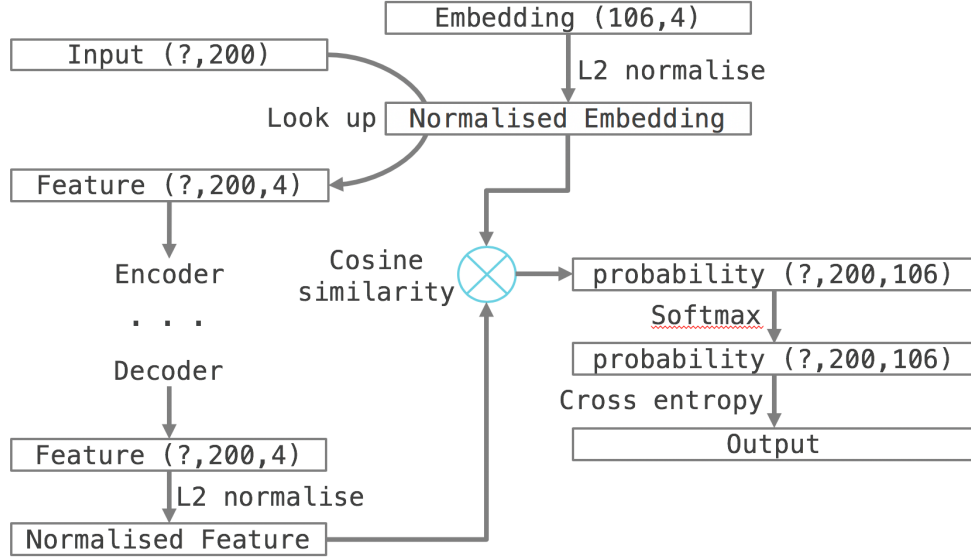 Embedding (106,4)
Input (?,200)
L2 normalise
Look up
Normalised Embedding
Feature (?,200,4)
Encoder
. . .
Decoder
Cosine
similarity
probability (?,200,106)
Softmax
probability (?,200,106)
Cross entropy
Output
Feature (?,200,4)
L2 normalise
Normalised Feature